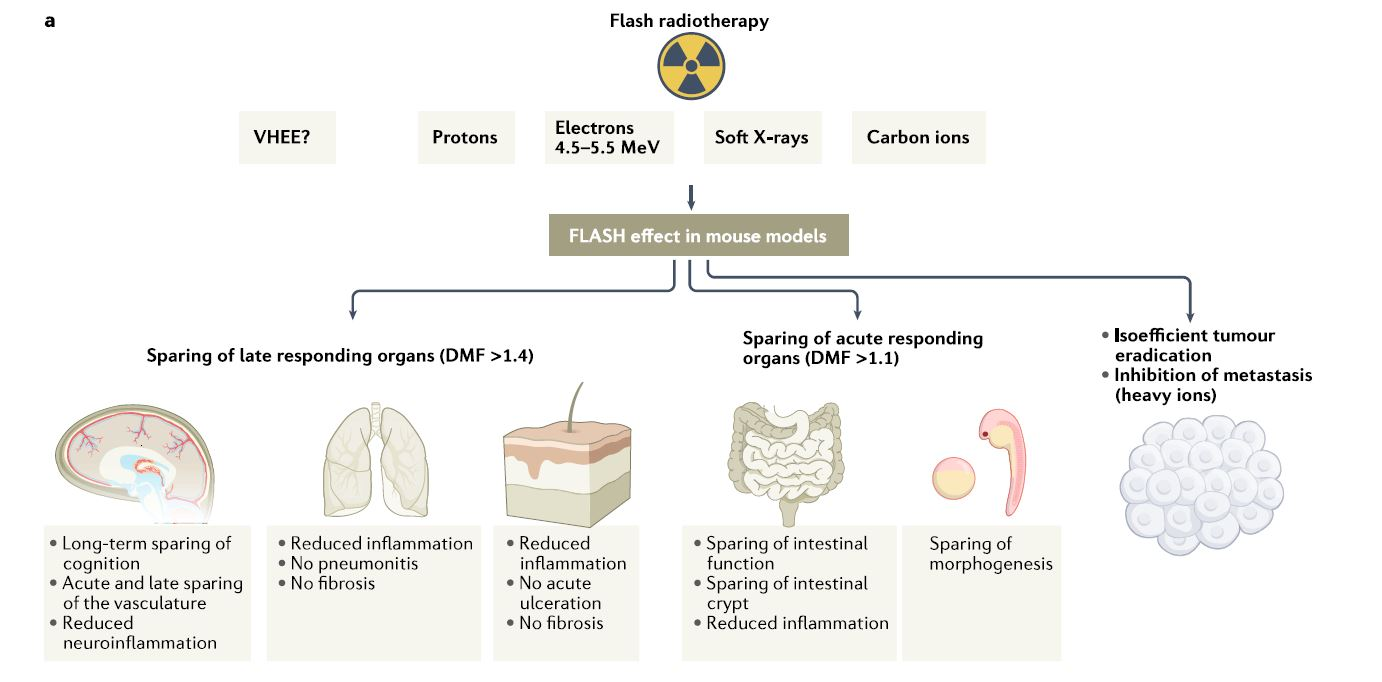 a
Flash radiotherapy
VHEE?
Protons
Electrons
4.5–5.5 MeV
Soft X-rays
Carbon ions
FLASH effect in mouse models
Sparing of late responding organs (DMF >1.4)
Sparing of acute responding
organs (DMF >1.1)
• Isoefficient tumour
eradication
• Inhibition of metastasis
(heavy ions)
• Long-term sparing of
cognition
• Acute and late sparing
of the vasculature
• Reduced
neuroinflammation
• Reduced inflammation
• No pneumonitis
• No fibrosis
• Reduced
inflammation
• No acute
ulceration
• No fibrosis
• Sparing of intestinal
function
• Sparing of intestinal
crypt
• Reduced inflammation
Sparing of
morphogenesis